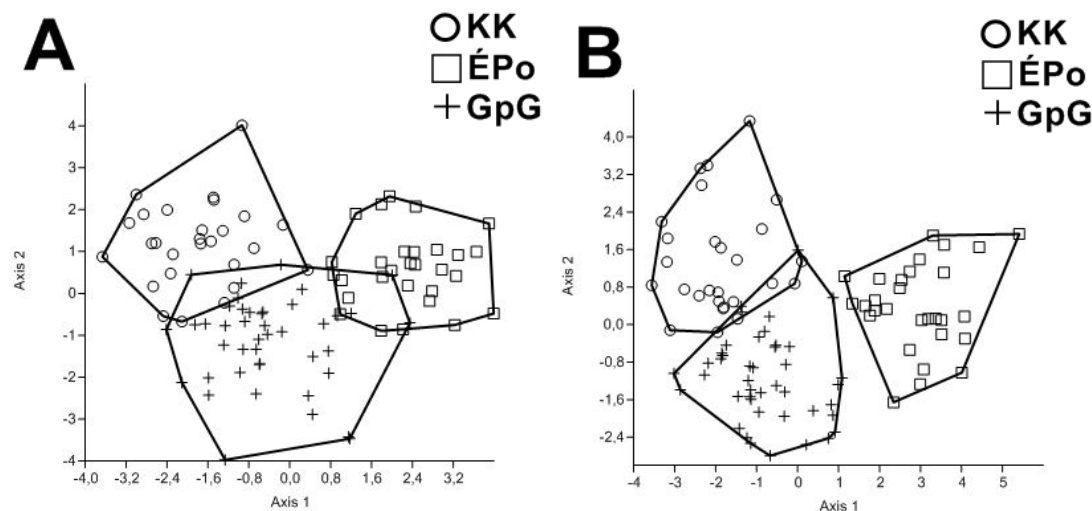 A
KK
ÉPo
GpG
4
3
2
1
0
-1
-2
-3
-4
Axis 2
-4,0 -3,2 -2,4 -1,6 -0,8 0,0 0,8 1,6 2,4 3,2
Axis 1
B
KK
ÉPo
GpG
4,0
3,2
2,4
1,6
0,8
0,0
-0,8
-1,6
-2,4
Axis 2
-4 -3 -2 -1 0 1 2 3 4 5
Axis 1